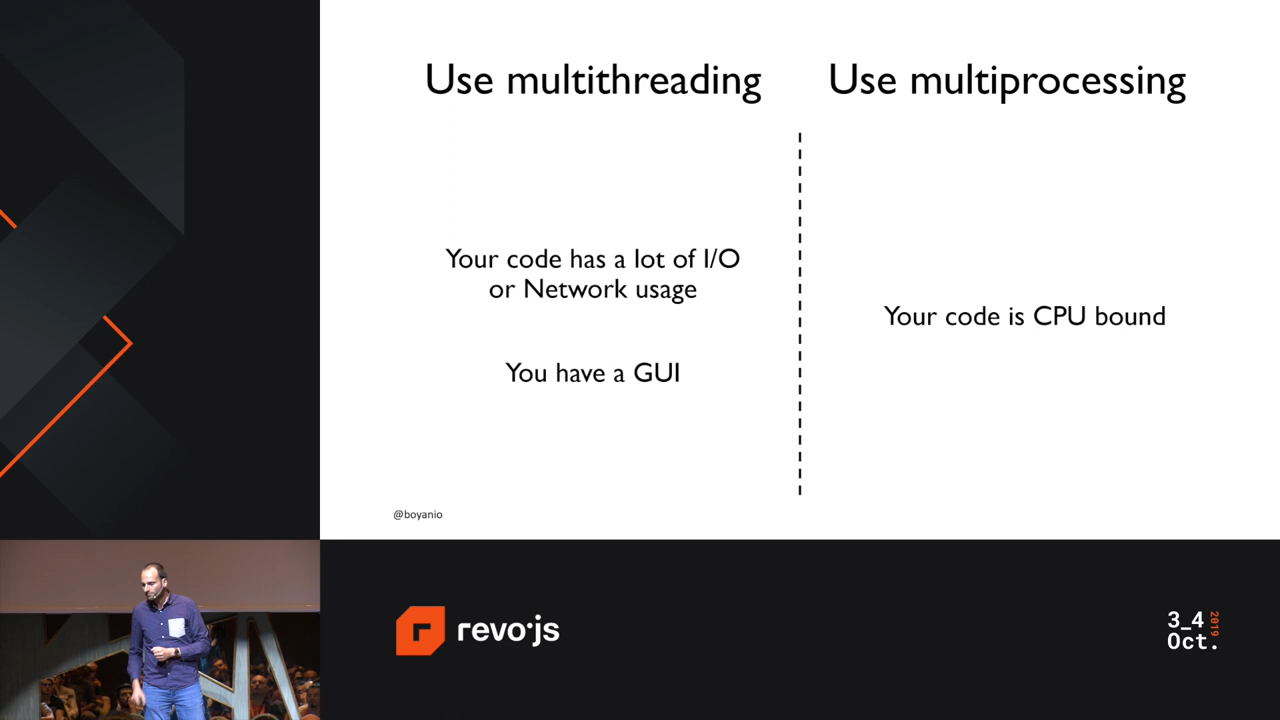 Use multithreading
Use multiprocessing
Your code has a lot of I/O
or Network usage
You have a GUI
Your code is CPU bound
@boyanio
revo·js
3_4
Oct.
2019